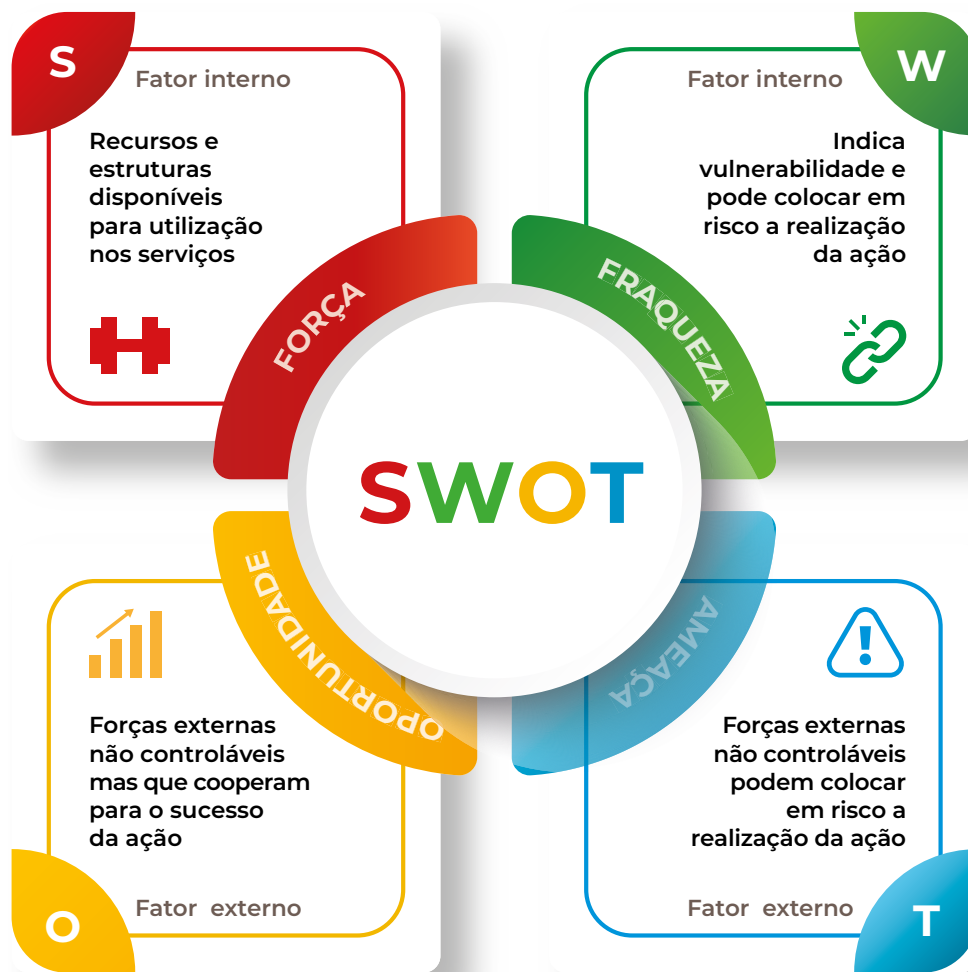 S
Fator interno
Recursos e
estruturas
disponíveis
para utilização
nos serviços
FORÇA
W
Fator interno
Indica
vulnerabilidade e
pode colocar em
risco a realização
da ação
FRAQUEZA
SWOT
OPORTUNIDADE
Forças externas
não controláveis
mas que cooperam
para o sucesso
da ação
Fator externo
O
AMEAÇA
Forças externas
não controláveis
podem colocar
em risco a
realização da ação
Fator externo
T